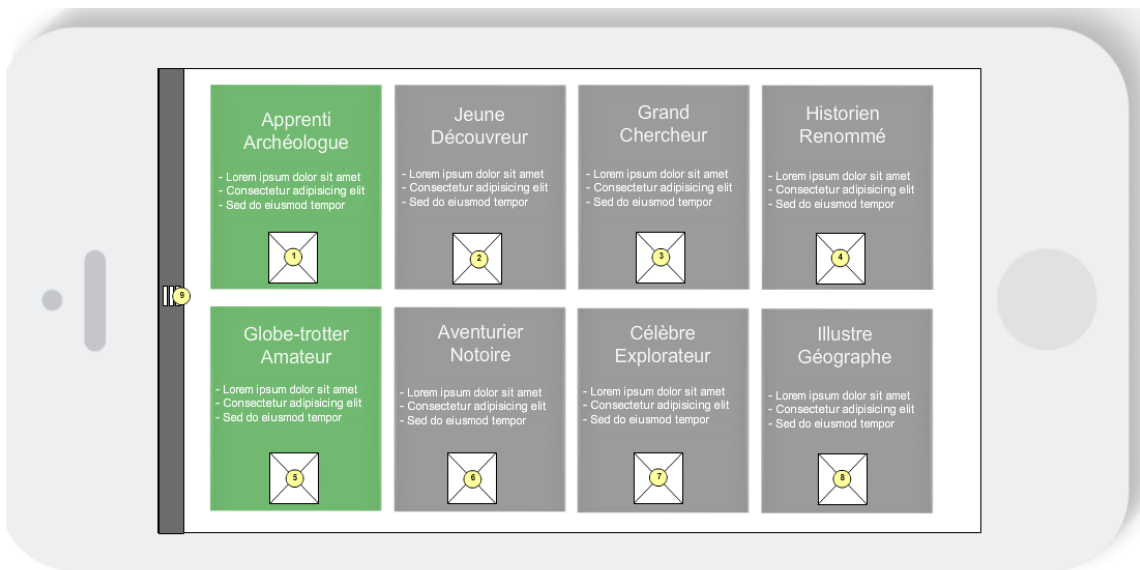 Apprenti
Archéologue
- Lorem ipsum dolor sit amet
- Consectetur adipisicing elit
- Sed do eiusmod tempor
1
Jeune
Découvreur
- Lorem ipsum dolor sit amet
- Consectetur adipisicing elit
- Sed do eiusmod tempor
2
Grand
Chercheur
- Lorem ipsum dolor sit amet
- Consectetur adipisicing elit
- Sed do eiusmod tempor
3
Historien
Renommé
- Lorem ipsum dolor sit amet
- Consectetur adipisicing elit
- Sed do eiusmod tempor
4
9
Globe-trotter
Amateur
- Lorem ipsum dolor sit amet
- Consectetur adipisicing elit
- Sed do eiusmod tempor
5
Aventurier
Notoire
- Lorem ipsum dolor sit amet
- Consectetur adipisicing elit
- Sed do eiusmod tempor
6
Célèbre
Explorateur
- Lorem ipsum dolor sit amet
- Consectetur adipisicing elit
- Sed do eiusmod tempor
7
Illustre
Géographe
- Lorem ipsum dolor sit amet
- Consectetur adipisicing elit
- Sed do eiusmod tempor
8